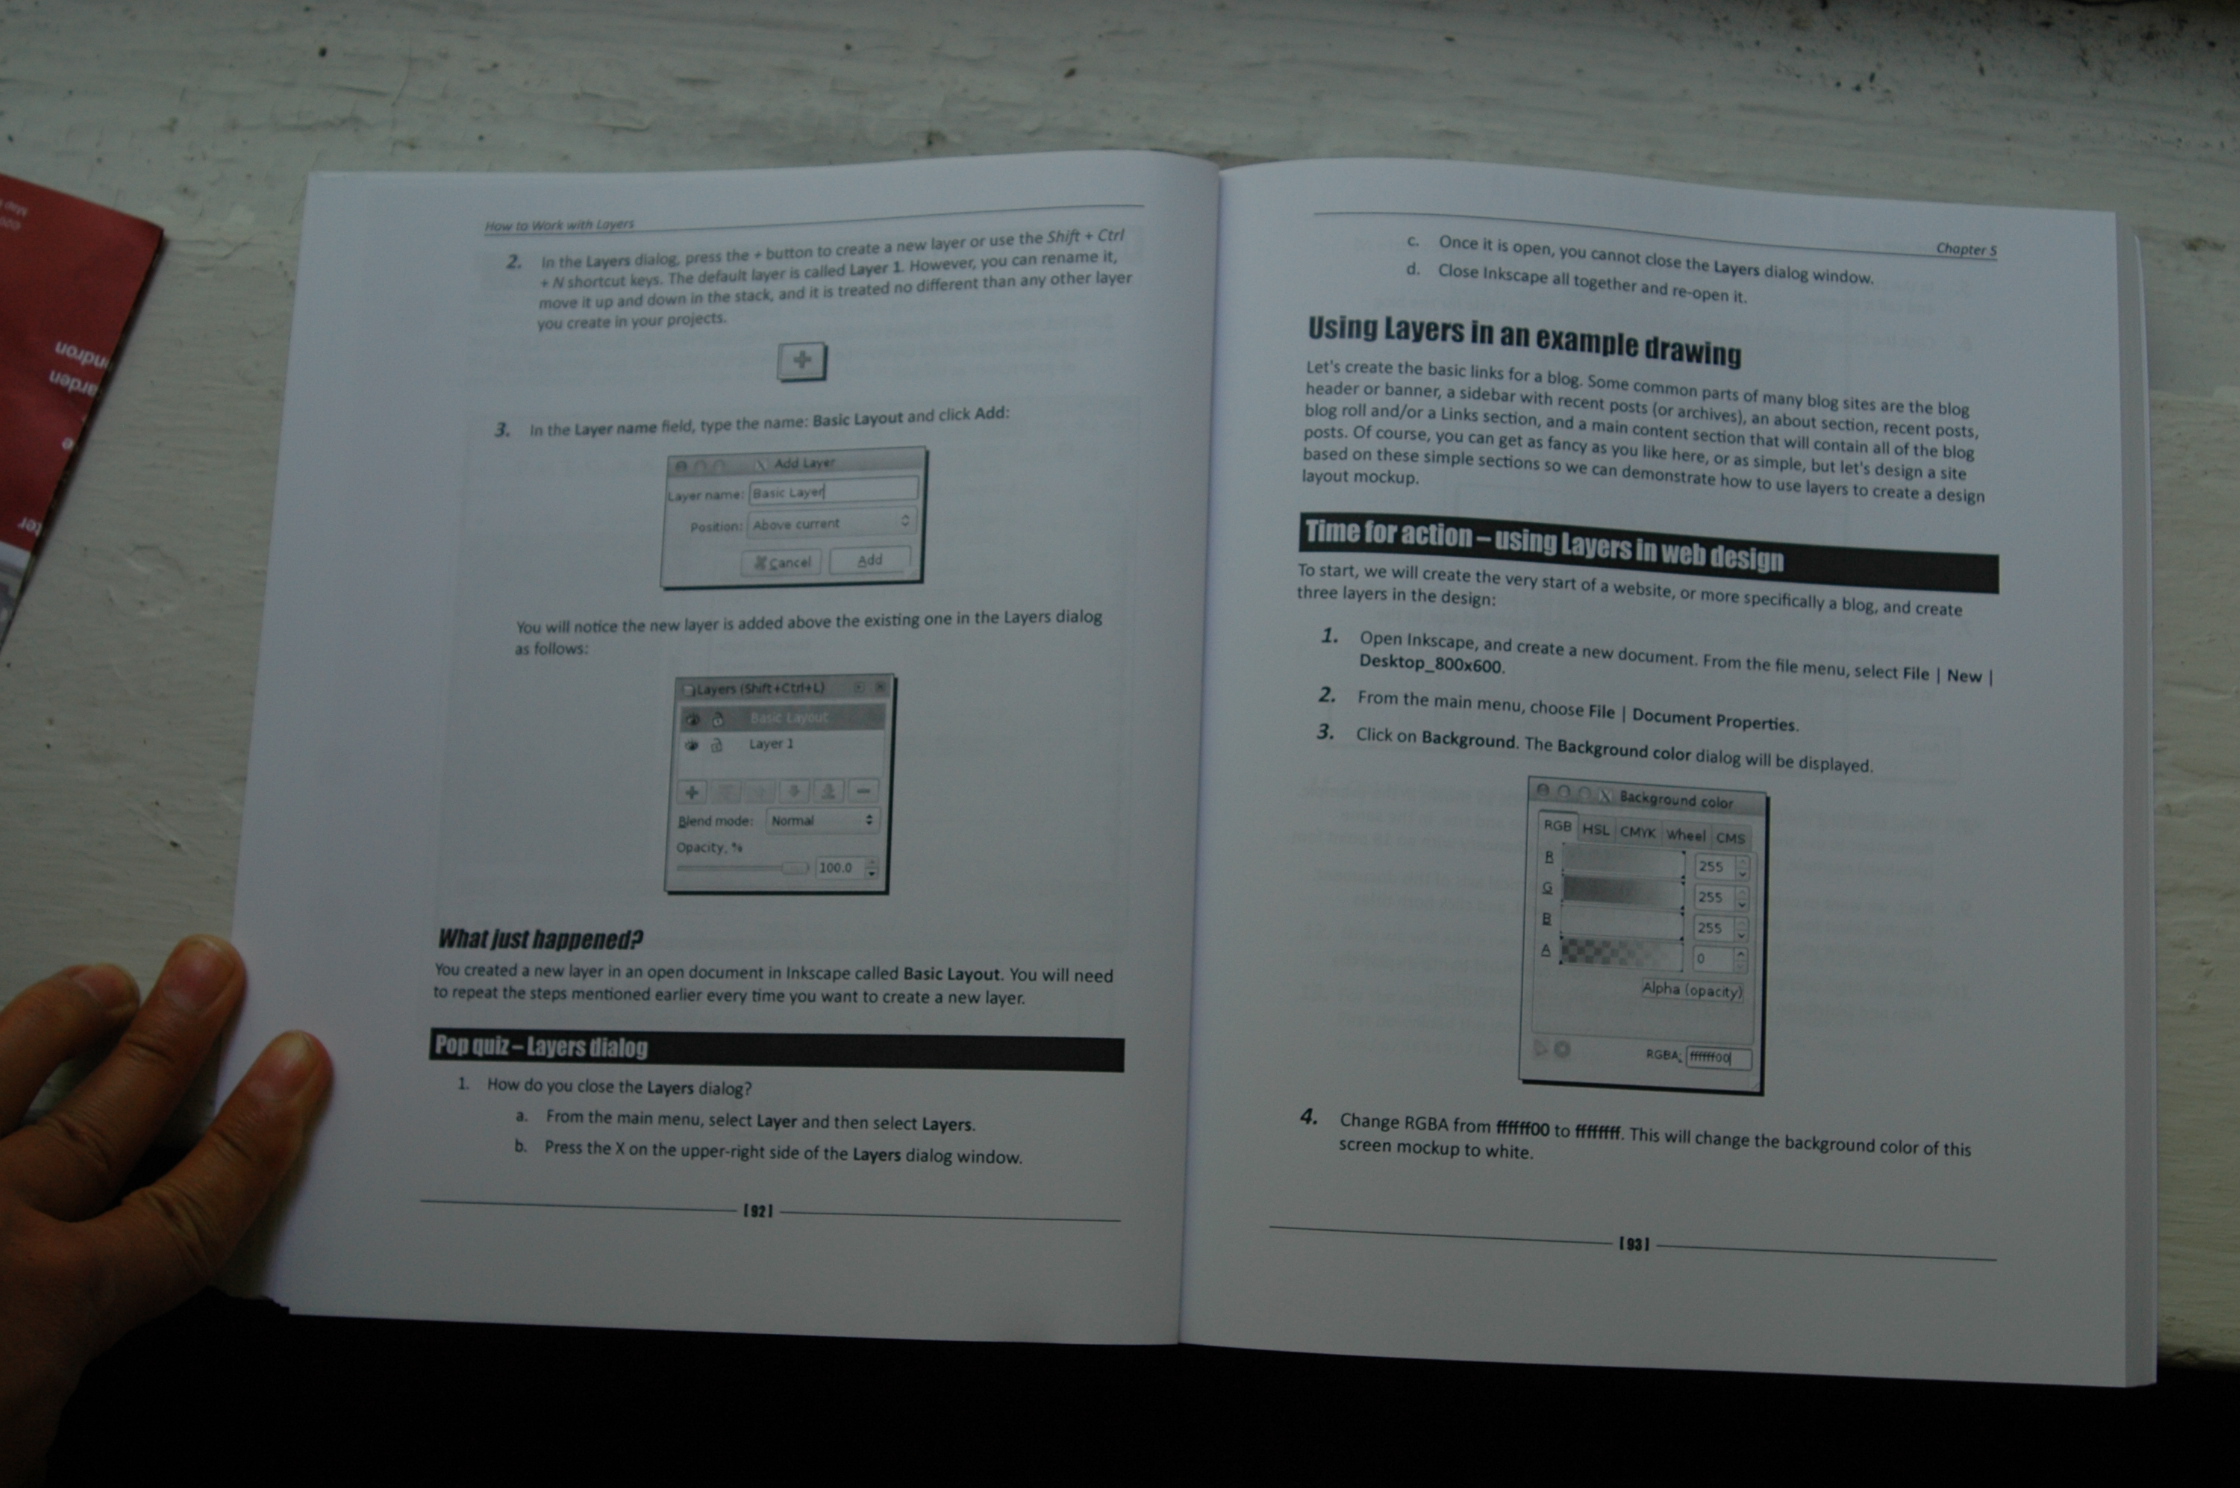 How to Work with Layers
2. In the Layers dialog, press the + button to create a new layer or use the Shift + Ctrl
+ N shortcut keys. The default layer is called Layer 1. However, you can rename it,
move it up and down in the stack, and it is treated no different than any other layer
you create in your projects.
3. In the Layer name field, type the name: Basic Layout and click Add:
Add Layer
Layer name: Basic Layer
Position: Above current
Cancel Add
You will notice the new layer is added above the existing one in the Layers dialog
as follows:
Layers (Shift+Ctrl+L)
Basic Layout
Layer 1
Blend mode: Normal
Opacity, %
100.0
What just happened?
You created a new layer in an open document in Inkscape called Basic Layout. You will need
to repeat the steps mentioned earlier every time you want to create a new layer.
Pop quiz – Layers dialog
1. How do you close the Layers dialog?
a. From the main menu, select Layer and then select Layers.
b. Press the X on the upper-right side of the Layers dialog window.
[ 92 ]
Chapter 5
c. Once it is open, you cannot close the Layers dialog window.
d. Close Inkscape all together and re-open it.
Using Layers in an example drawing
Let's create the basic links for a blog. Some common parts of many blog sites are the blog
header or banner, a sidebar with recent posts (or archives), an about section, recent posts,
blog roll and/or a Links section, and a main content section that will contain all of the blog
posts. Of course, you can get as fancy as you like here, or as simple, but let's design a site
based on these simple sections so we can demonstrate how to use layers to create a design
layout mockup.
Time for action – using Layers in web design
To start, we will create the very start of a website, or more specifically a blog, and create
three layers in the design:
1. Open Inkscape, and create a new document. From the file menu, select File | New |
Desktop_800x600.
2. From the main menu, choose File | Document Properties.
3. Click on Background. The Background color dialog will be displayed.
Background color
RGB HSL CMYK Wheel CMS
R 255
G 255
B 255
A 0
Alpha (opacity)
RGBA: ffffff00
4. Change RGBA from ffffff00 to ffffffff. This will change the background color of this
screen mockup to white.
[ 93 ]